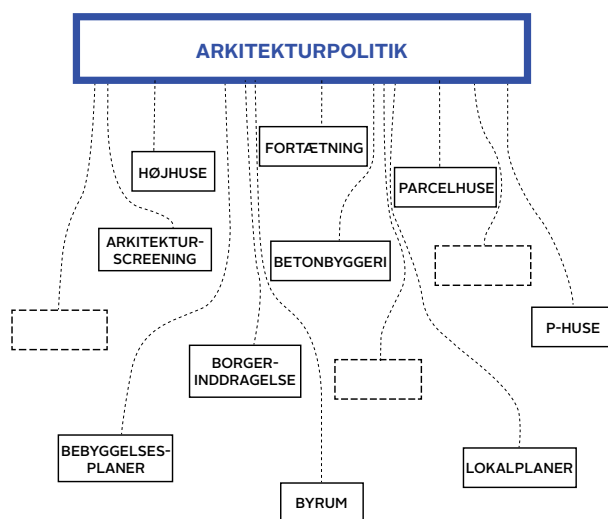 ARKITEKTURPOLITIK
FORTÆTNING
HØJHUSE
PARCELHUSE
ARKITEKTUR-
SCREENING
BETONBYGGERI
P-HUSE
BORGER-
INDDRAGELSE
BEBYGGELSES-
PLANER
LOKALPLANER
BYRUM